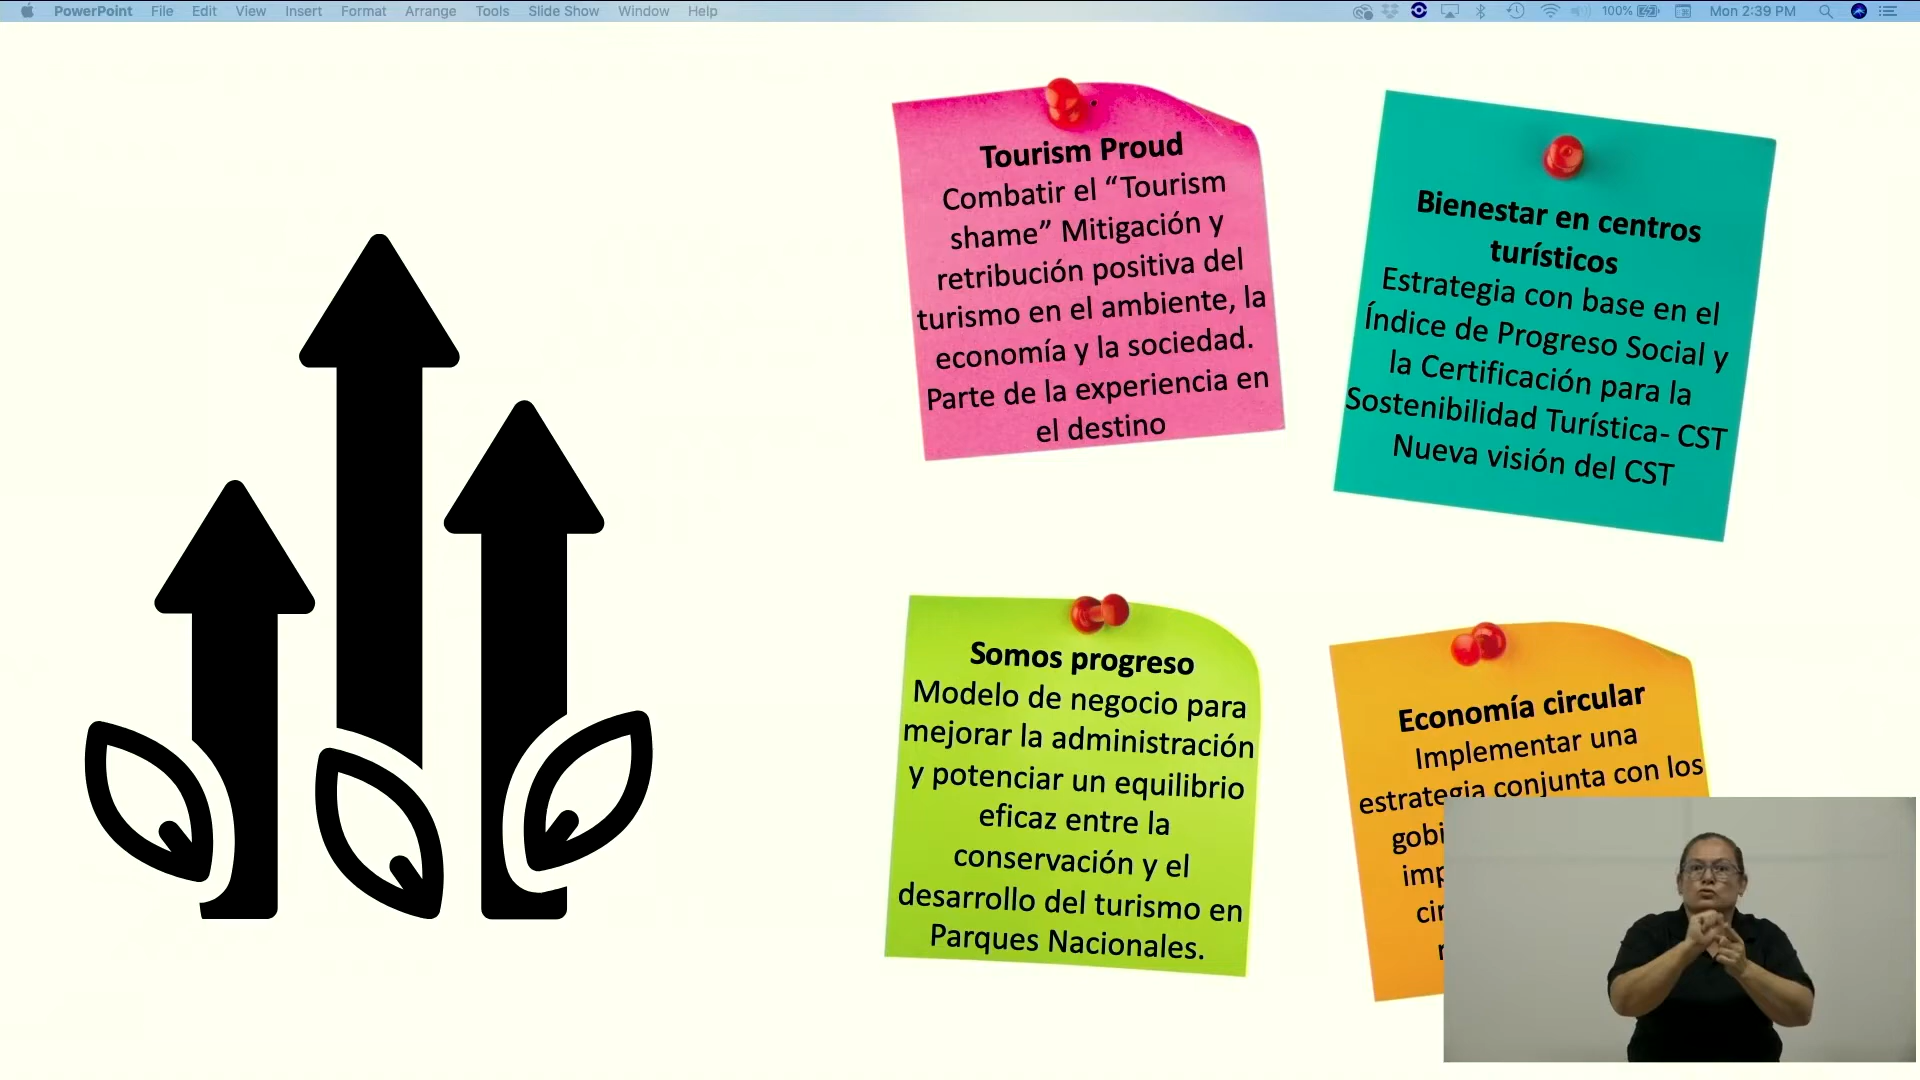 PowerPoint File Edit View Insert Format Arrange Tools Slide Show Window Help
100% Mon 2:39 PM
Tourism Proud
Combatir el “Tourism
shame” Mitigación y
retribución positiva del
turismo en el ambiente, la
economía y la sociedad.
Parte de la experiencia en
el destino
Bienestar en centros
turísticos
Estrategia con base en el
Índice de Progreso Social y
la Certificación para la
Sostenibilidad Turística- CST
Nueva visión del CST
Somos progreso
Modelo de negocio para
mejorar la administración
y potenciar un equilibrio
eficaz entre la
conservación y el
desarrollo del turismo en
Parques Nacionales.
Economía circular
Implementar una
estrategia conjunta con los